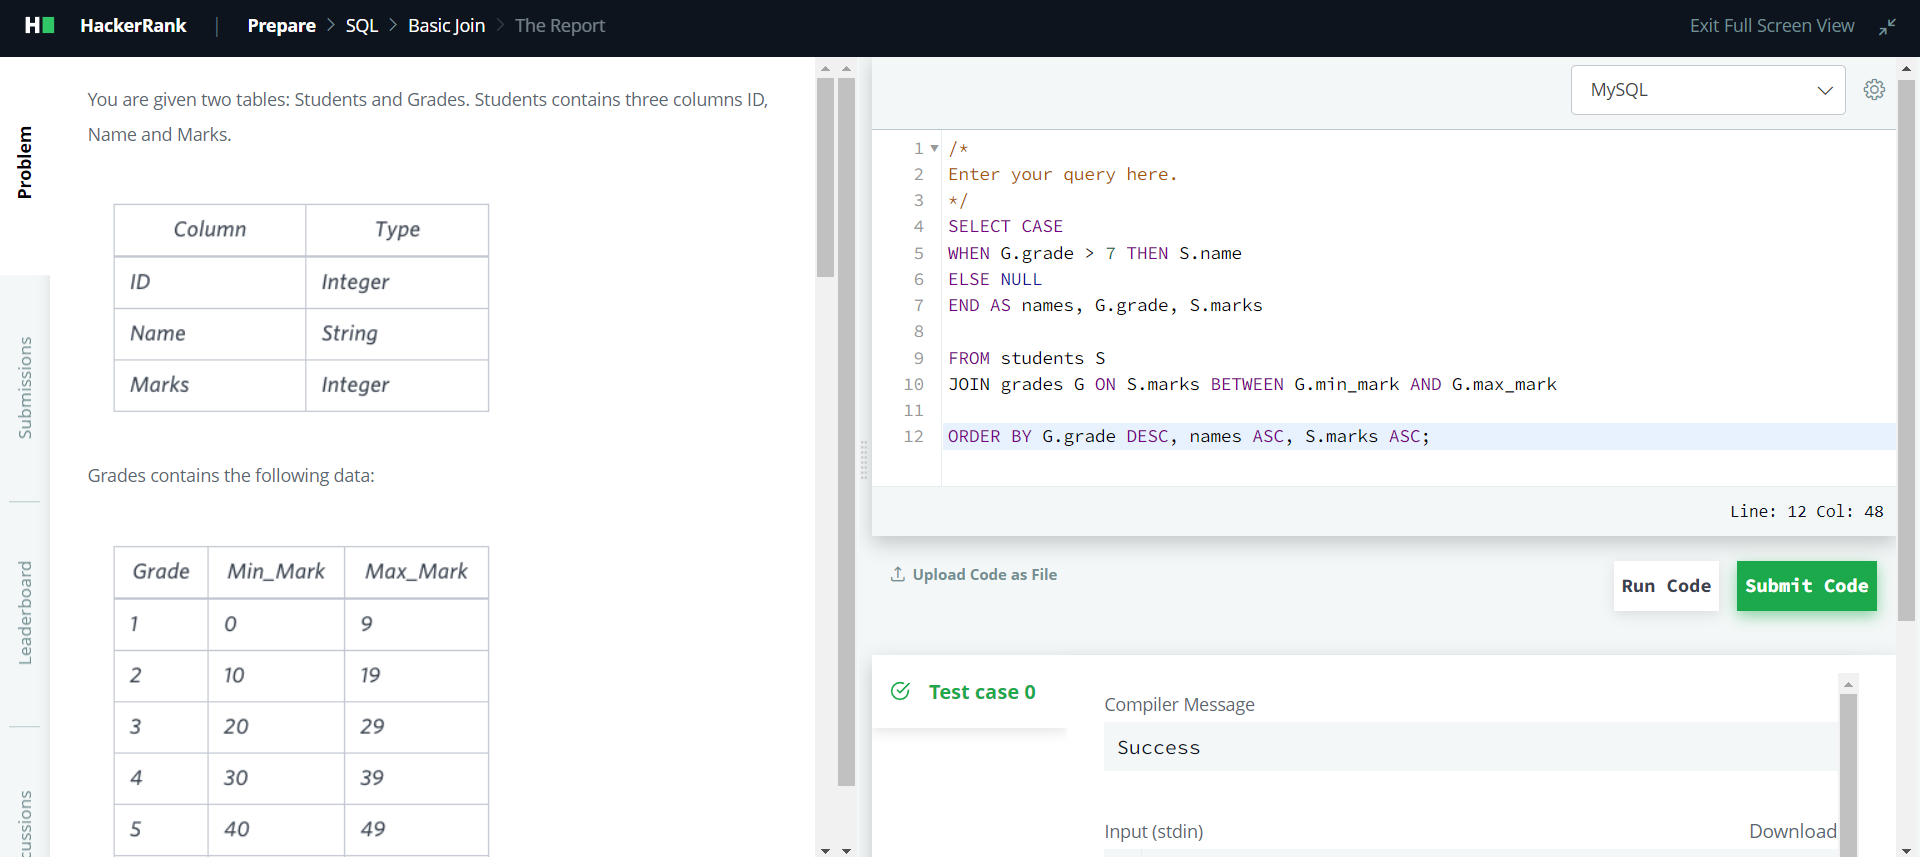 HackerRank | Prepare > SQL > Basic Join > The Report
Exit Full Screen View
Problem
Submissions
Leaderboard
cussions
You are given two tables: Students and Grades. Students contains three columns ID,
Name and Marks.
Column Type
ID Integer
Name String
Marks Integer
Grades contains the following data:
Grade Min_Mark Max_Mark
1 0 9
2 10 19
3 20 29
4 30 39
5 40 49
MySQL
1 /*
2 Enter your query here.
3 */
4 SELECT CASE
5 WHEN G.grade > 7 THEN S.name
6 ELSE NULL
7 END AS names, G.grade, S.marks
8
9 FROM students S
10 JOIN grades G ON S.marks BETWEEN G.min_mark AND G.max_mark
11
12 ORDER BY G.grade DESC, names ASC, S.marks ASC;
Line: 12 Col: 48
Upload Code as File
Run Code
Submit Code
Test case 0
Compiler Message
Success
Input (stdin)
Download